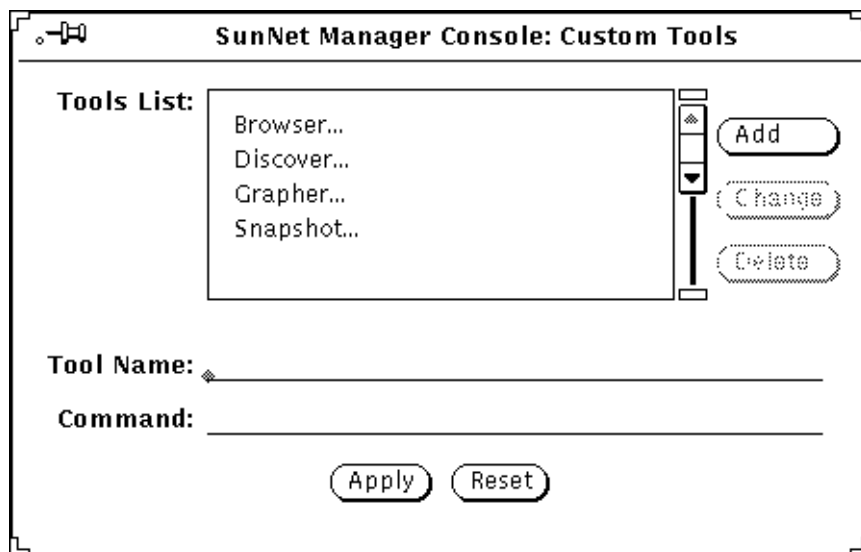 SunNet Manager Console: Custom Tools
Tools List:
Browser...
Discover...
Grapher...
Snapshot...
Add
Change
Delete
Tool Name:
Command:
Apply Reset